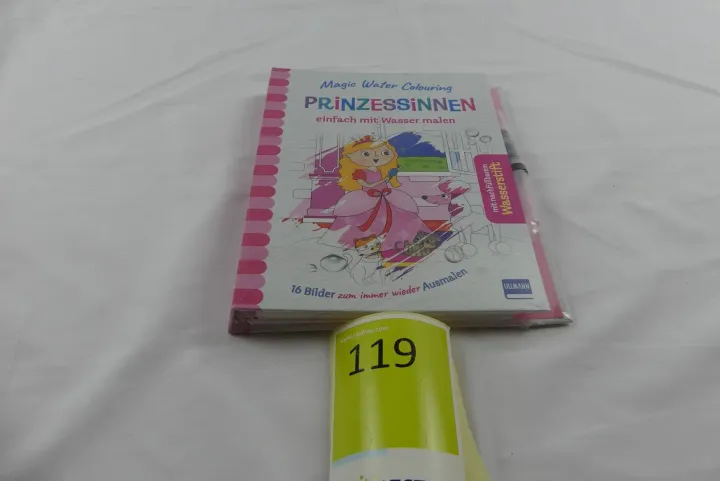 Magic Water Colouring
PRiNZESSiNNEN
einfach mit Wasser malen
mit nachfüllbarem
Wasserstift
16 Bilder zum immer wieder Ausmalen
ULLMANN
119